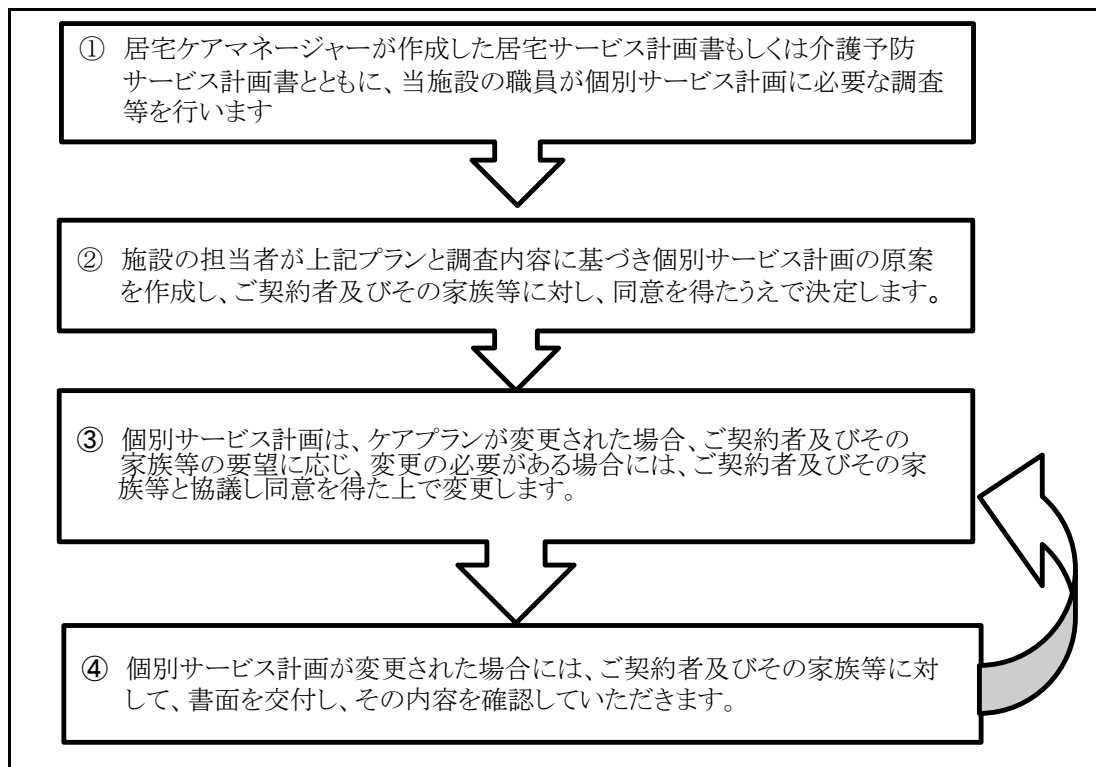 ① 居宅ケアマネージャーが作成した居宅サービス計画書もしくは介護予防
サービス計画書とともに、当施設の職員が個別サービス計画に必要な調査
等を行います
② 施設の担当者が上記プランと調査内容に基づき個別サービス計画の原案
を作成し、ご契約者及びその家族等に対し、同意を得たうえで決定します。
③ 個別サービス計画は、ケアプランが変更された場合、ご契約者及びその
家族等の要望に応じ、変更の必要がある場合には、ご契約者及びその家
族等と協議し同意を得た上で変更します。
④ 個別サービス計画が変更された場合には、ご契約者及びその家族等に対
して、書面を交付し、その内容を確認していただきます。